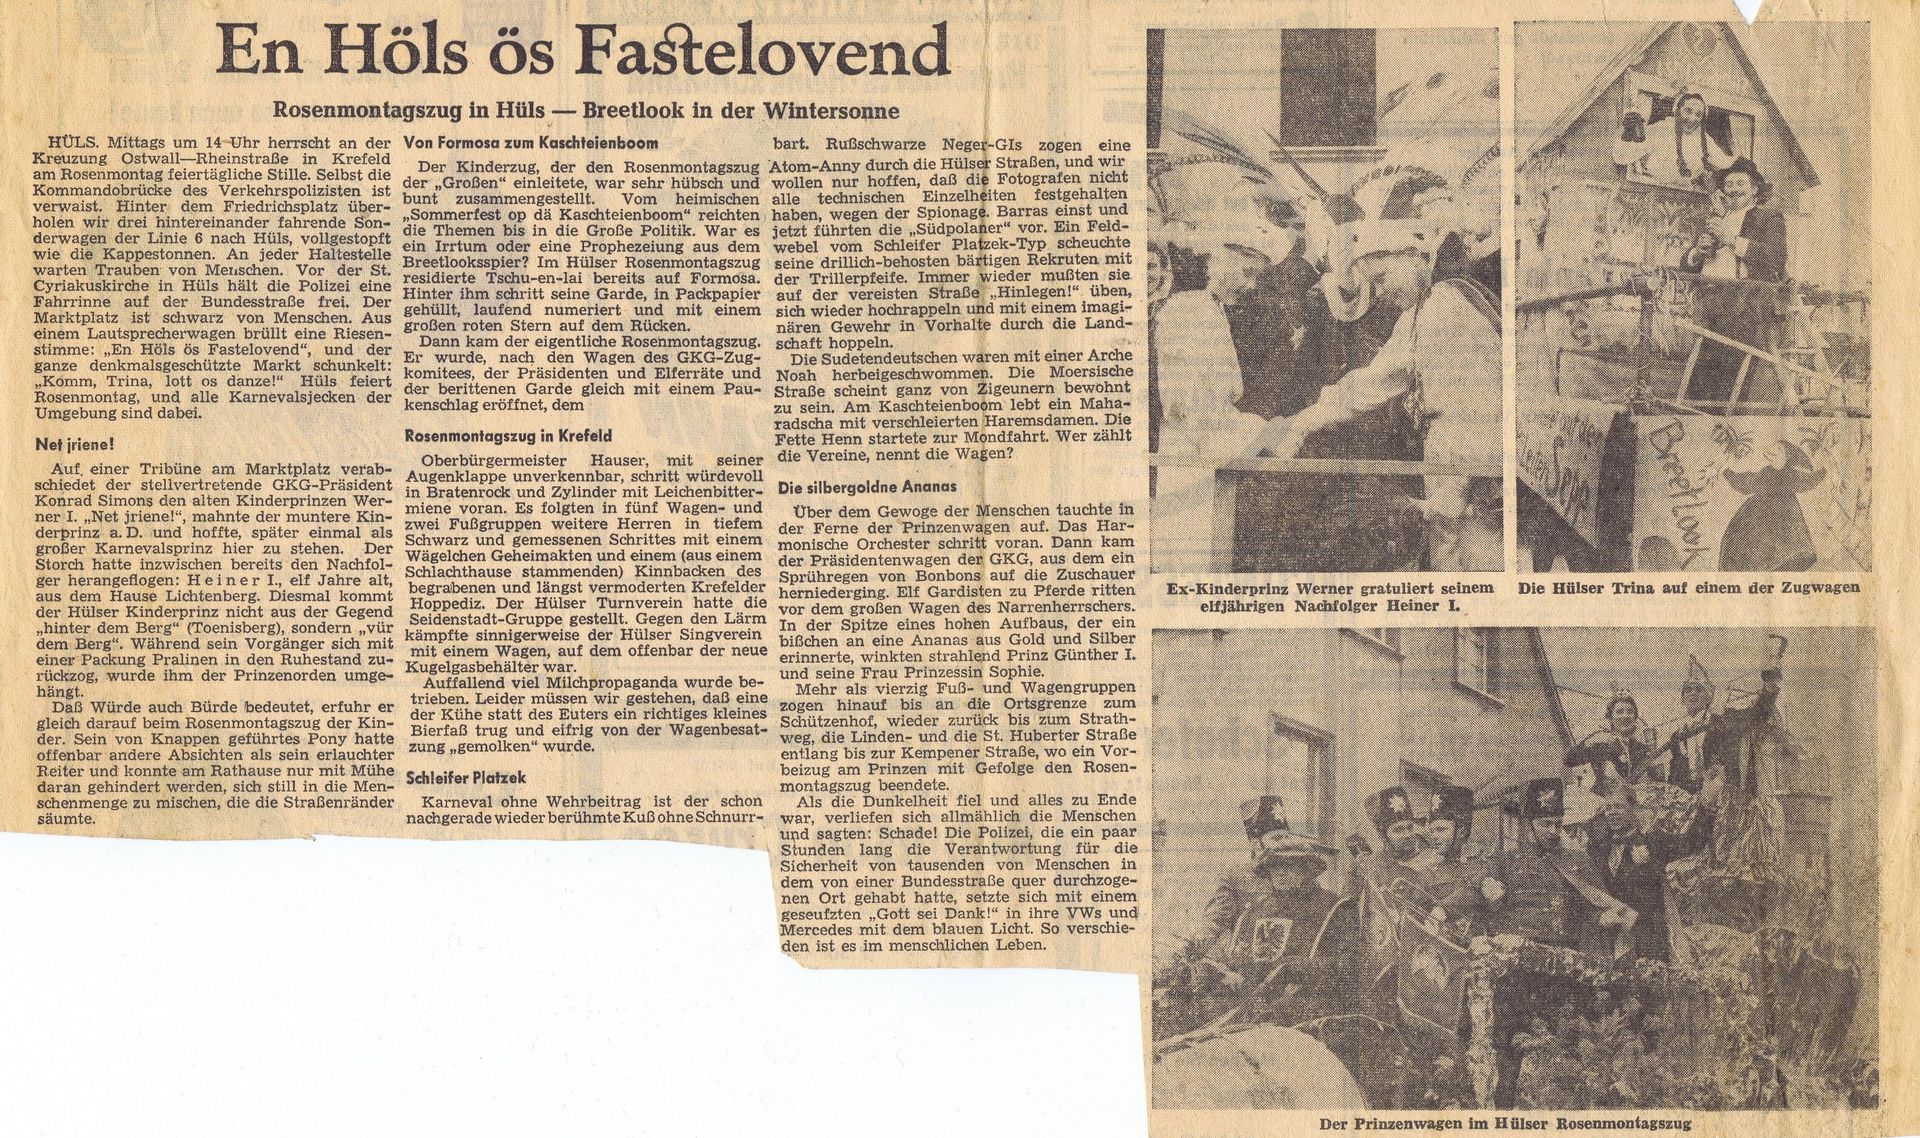 En Höls ös Fastelovend
Rosenmontagszug in Hüls — Breetlook in der Wintersonne
HÜLS. Mittags um 14 Uhr herrscht an der
Kreuzung Ostwall—Rheinstraße in Krefeld
am Rosenmontag feiertägliche Stille. Selbst die
Kommandobrücke des Verkehrspolizisten ist
verwaist. Hinter dem Friedrichsplatz über-
holen wir drei hintereinander fahrende Son-
derwagen der Linie 6 nach Hüls, vollgestopft
wie die Kappestonnen. An jeder Haltestelle
warten Trauben von Menschen. Vor der St.
Cyriakuskirche in Hüls hält die Polizei eine
Fahrrinne auf der Bundesstraße frei. Der
Marktplatz ist schwarz von Menschen. Aus
einem Lautsprecherwagen brüllt eine Riesen-
stimme: „En Höls ös Fastelovend“, und der
ganze denkmalsgeschützte Markt schunkelt:
„Komm, Trina, lott os danze!“ Hüls feiert
Rosenmontag, und alle Karnevalsjecken der
Umgebung sind dabei.
Net jriene!
Auf einer Tribüne am Marktplatz verab-
schiedet der stellvertretende GKG-Präsident
Konrad Simons den alten Kinderprinzen Wer-
ner I. „Net jriene!“, mahnte der muntere Kin-
derprinz a. D. und hoffte, später einmal als
großer Karnevalsprinz hier zu stehen. Der
Storch hatte inzwischen bereits den Nachfol-
ger herangeflogen: Heiner I., elf Jahre alt,
aus dem Hause Lichtenberg. Diesmal kommt
der Hülser Kinderprinz nicht aus der Gegend
„hinter dem Berg“ (Toenisberg), sondern „vür
dem Berg“. Während sein Vorgänger sich mit
einer Packung Pralinen in den Ruhestand zu-
rückzog, wurde ihm der Prinzenorden umge-
hängt.
Daß Würde auch Bürde bedeutet, erfuhr er
gleich darauf beim Rosenmontagszug der Kin-
der. Sein von Knappen geführtes Pony hatte
offenbar andere Absichten als sein erlauchter
Reiter und konnte am Rathause nur mit Mühe
daran gehindert werden, sich still in die Men-
schenmenge zu mischen, die die Straßenränder
säumte.
Von Formosa zum Kaschteienboom
Der Kinderzug, der den Rosenmontagszug
der „Großen“ einleitete, war sehr hübsch und
bunt zusammengestellt. Vom heimischen
„Sommerfest op dä Kaschteienboom“ reichten
die Themen bis in die Große Politik. War es
ein Irrtum oder eine Prophezeiung aus dem
Breetlooksspier? Im Hülser Rosenmontagszug
residierte Tschu-en-lai bereits auf Formosa.
Hinter ihm schritt seine Garde, in Packpapier
gehüllt, laufend numeriert und mit einem
großen roten Stern auf dem Rücken.
Dann kam der eigentliche Rosenmontagszug.
Er wurde, nach den Wagen des GKG-Zug-
komitees, der Präsidenten und Elferräte und
der berittenen Garde gleich mit einem Pau-
kenschlag eröffnet, dem
Rosenmontagszug in Krefeld
Oberbürgermeister Hauser, mit seiner
Augenklappe unverkennbar, schritt würdevoll
in Bratenrock und Zylinder mit Leichenbitter-
miene voran. Es folgten in fünf Wagen- und
zwei Fußgruppen weitere Herren in tiefem
Schwarz und gemessenen Schrittes mit einem
Wägelchen Geheimakten und einem (aus einem
Schlachthause stammenden) Kinnbacken des
begrabenen und längst vermoderten Krefelder
Hoppediz. Der Hülser Turnverein hatte die
Seidenstadt-Gruppe gestellt. Gegen den Lärm
kämpfte sinnigerweise der Hülser Singverein
mit einem Wagen, auf dem offenbar der neue
Kugelgasbehälter war.
Auffallend viel Milchpropaganda wurde be-
trieben. Leider müssen wir gestehen, daß eine
der Kühe statt des Euters ein richtiges kleines
Bierfaß trug und eifrig von der Wagenbesat-
zung „gemolken“ wurde.
Schleifer Platzek
Karneval ohne Wehrbeitrag ist der schon
nachgerade wieder berühmte Kuß ohne Schnurr-
bart. Rußschwarze Neger-GIs zogen eine
Atom-Anny durch die Hülser Straßen, und wir
wollen nur hoffen, daß die Fotografen nicht
alle technischen Einzelheiten festgehalten
haben, wegen der Spionage. Barras einst und
jetzt führten die „Südpolaner“ vor. Ein Feld-
webel vom Schleifer Platzek-Typ scheuchte
seine drillich-behosten bärtigen Rekruten mit
der Trillerpfeife. Immer wieder mußten sie
auf der vereisten Straße „Hinlegen!“ üben,
sich wieder hochrappeln und mit einem imagi-
nären Gewehr in Vorhalte durch die Land-
schaft hoppeln.
Die Sudetendeutschen waren mit einer Arche
Noah herbeigeschwommen. Die Moersische
Straße scheint ganz von Zigeunern bewohnt
zu sein. Am Kaschteienboom lebt ein Maha-
radscha mit verschleierten Haremsdamen. Die
Fette Henn startete zur Mondfahrt. Wer zählt
die Vereine, nennt die Wagen?
Die silbergoldne Ananas
Über dem Gewoge der Menschen tauchte in
der Ferne der Prinzenwagen auf. Das Har-
monische Orchester schritt voran. Dann kam
der Präsidentenwagen der GKG, aus dem ein
Sprühregen von Bonbons auf die Zuschauer
herniederging. Elf Gardisten zu Pferde ritten
vor dem großen Wagen des Narrenherrschers.
In der Spitze eines hohen Aufbaus, der ein
bißchen an eine Ananas aus Gold und Silber
erinnerte, winkten strahlend Prinz Günther I.
und seine Frau Prinzessin Sophie.
Mehr als vierzig Fuß- und Wagengruppen
zogen hinauf bis an die Ortsgrenze zum
Schützenhof, wieder zurück bis zum Strath-
weg, die Linden- und die St. Huberter Straße
entlang bis zur Kempener Straße, wo ein Vor-
beizug am Prinzen mit Gefolge den Rosen-
montagszug beendete.
Als die Dunkelheit fiel und alles zu Ende
war, verliefen sich allmählich die Menschen
und sagten: Schade! Die Polizei, die ein paar
Stunden lang die Verantwortung für die
Sicherheit von tausenden von Menschen in
dem von einer Bundesstraße quer durchzoge-
nen Ort gehabt hatte, setzte sich mit einem
geseufzten „Gott sei Dank!“ in ihre VWs und
Mercedes mit dem blauen Licht. So verschie-
den ist es im menschlichen Leben.
Ex-Kinderprinz Werner gratuliert seinem
elfjährigen Nachfolger Heiner I.
Breetlook
Die Hülser Trina auf einem der Zugwagen
Der Prinzenwagen im Hülser Rosenmontagszug